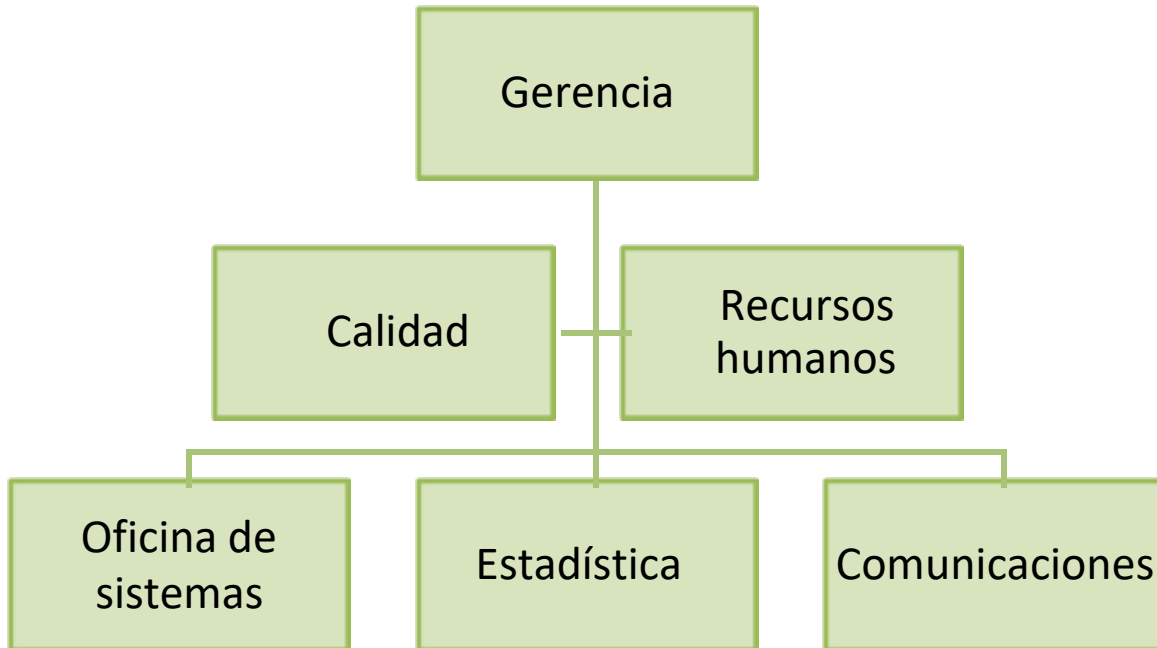 Gerencia
Calidad
Recursos
humanos
Oficina de
sistemas
Estadística
Comunicaciones